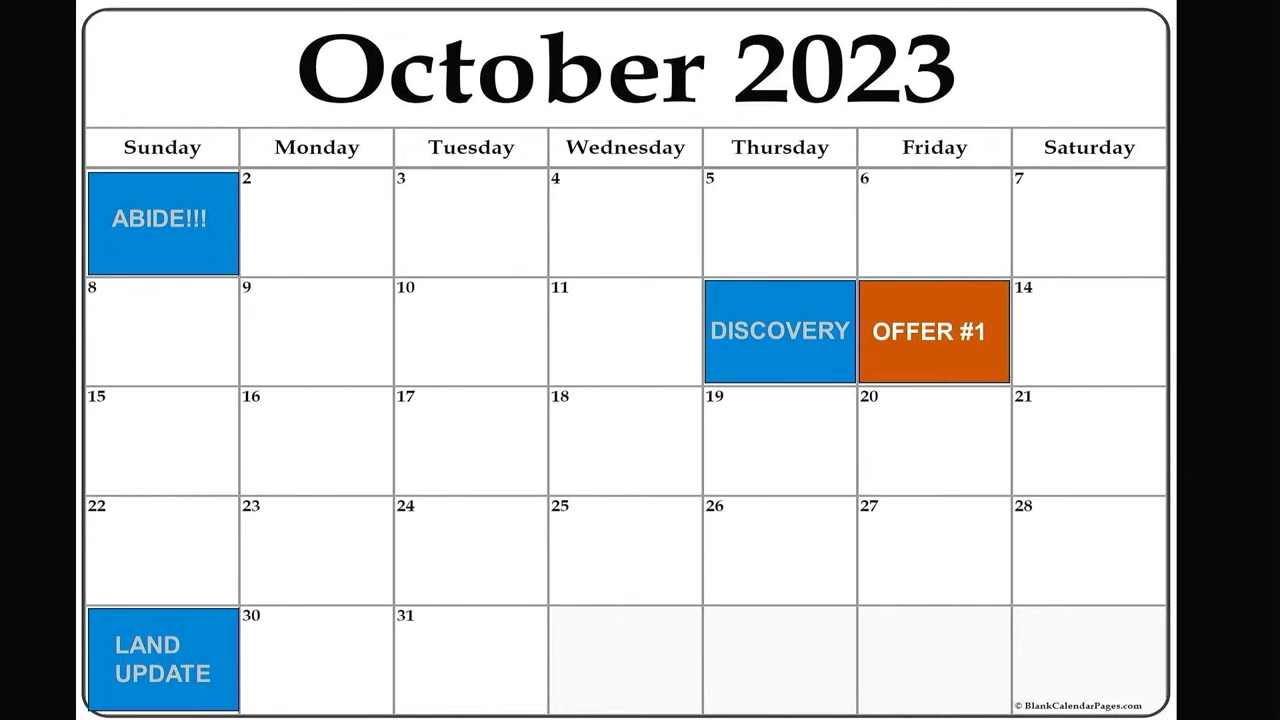 October 2023
Sunday Monday Tuesday Wednesday Thursday Friday Saturday
ABIDE!!! 2 3 4 5 6 7
8 9 10 11 DISCOVERY OFFER #1 14
15 16 17 18 19 20 21
22 23 24 25 26 27 28
LAND
UPDATE
30 31
© BlankCalendarPages.com